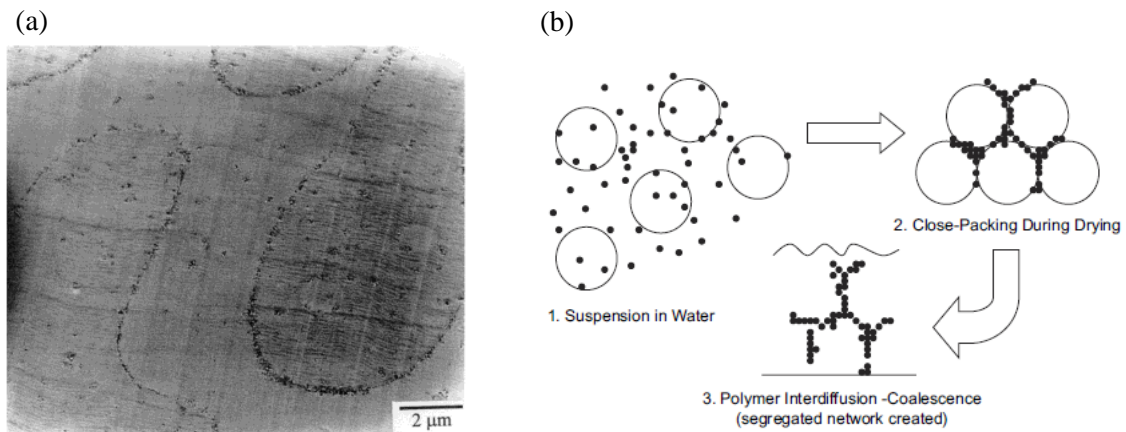 (a)
(b)
2 μm
1. Suspension in Water
2. Close-Packing During Drying
3. Polymer Interdiffusion -Coalescence
(segregated network created)